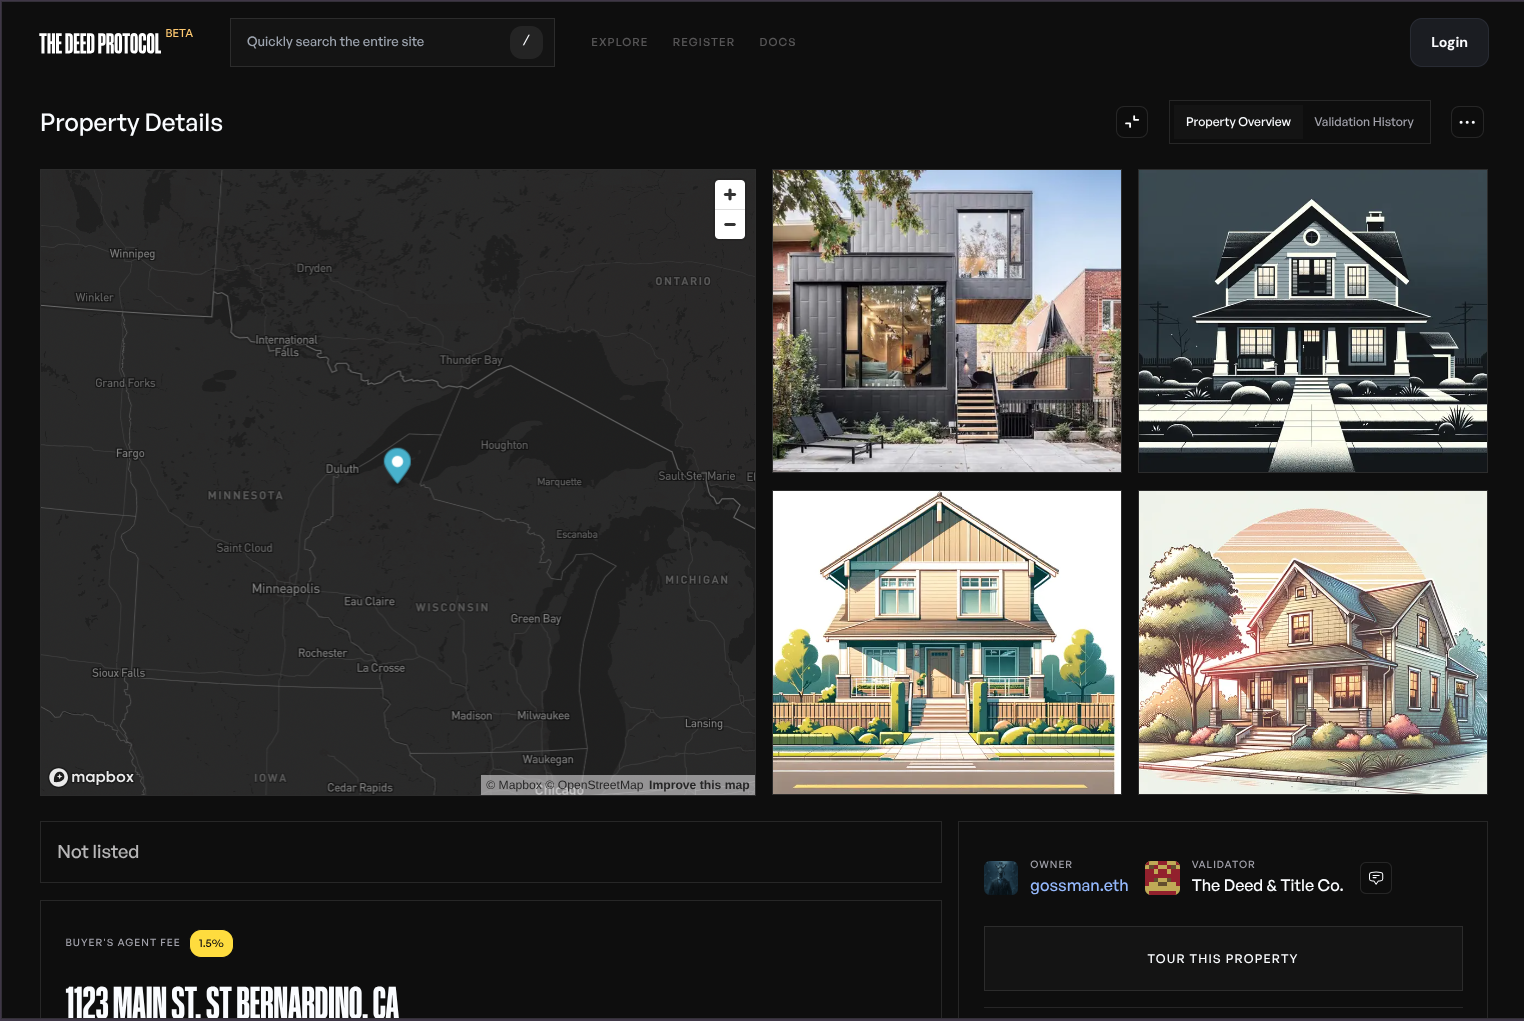 THE DEED PROTOCOL BETA
Quickly search the entire site /
EXPLORE REGISTER DOCS
Login
Property Details
Property Overview Validation History
Winnipeg
Dryden
ONTARIO
Winkler
International
Falls
Thunder Bay
Grand Forks
Houghton
Fargo
Duluth
Marquette
Sault Ste. Marie
El
MINNESOTA
Escanaba
Saint Cloud
MICHIGAN
Minneapolis
Eau Claire
WISCONSIN
Green Bay
Rochester
La Crosse
Sioux Falls
Madison
Milwaukee
Lansing
Waukegan
IOWA
mapbox
Cedar Rapids
Chicago
© Mapbox © OpenStreetMap Improve this map
Not listed
OWNER
gossman.eth
VALIDATOR
The Deed & Title Co.
BUYER'S AGENT FEE 1.5%
TOUR THIS PROPERTY
1123 MAIN ST, ST BERNARDINO, CA